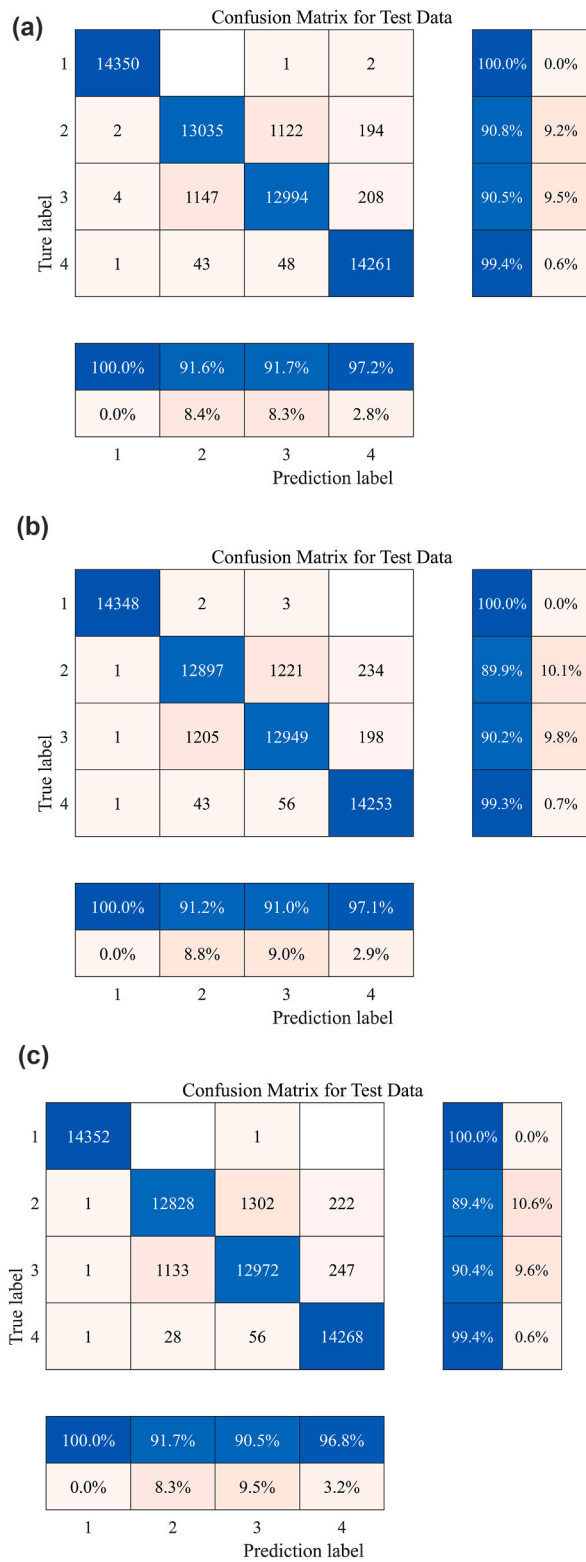 (a)
Confusion Matrix for Test Data
1 14350 1 2 100.0% 0.0%
2 2 13035 1122 194 90.8% 9.2%
3 4 1147 12994 208 90.5% 9.5%
4 1 43 48 14261 99.4% 0.6%
Ture label
100.0% 91.6% 91.7% 97.2%
0.0% 8.4% 8.3% 2.8%
1 2 3 4
Prediction label
(b)
Confusion Matrix for Test Data
1 14348 2 3 100.0% 0.0%
2 1 12897 1221 234 89.9% 10.1%
3 1 1205 12949 198 90.2% 9.8%
4 1 43 56 14253 99.3% 0.7%
True label
100.0% 91.2% 91.0% 97.1%
0.0% 8.8% 9.0% 2.9%
1 2 3 4
Prediction label
(c)
Confusion Matrix for Test Data
1 14352 1 100.0% 0.0%
2 1 12828 1302 222 89.4% 10.6%
3 1 1133 12972 247 90.4% 9.6%
4 1 28 56 14268 99.4% 0.6%
True label
100.0% 91.7% 90.5% 96.8%
0.0% 8.3% 9.5% 3.2%
1 2 3 4
Prediction label